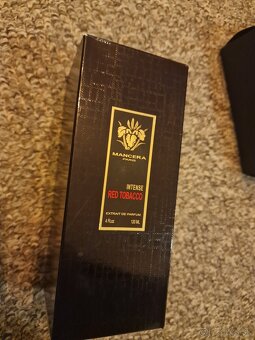 MANCERA
PARIS
INTENSE
RED TOBACCO
EXTRAIT DE PARFUM
4 fl.oz 120 ML